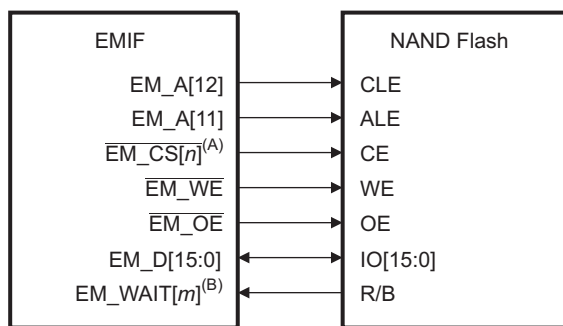 EMIF NAND Flash
EM_A[12] CLE
EM_A[11] ALE
EM_CS[n](A) CE
EM_WE WE
EM_OE OE
EM_D[15:0] IO[15:0]
EM_WAIT[m](B) R/B